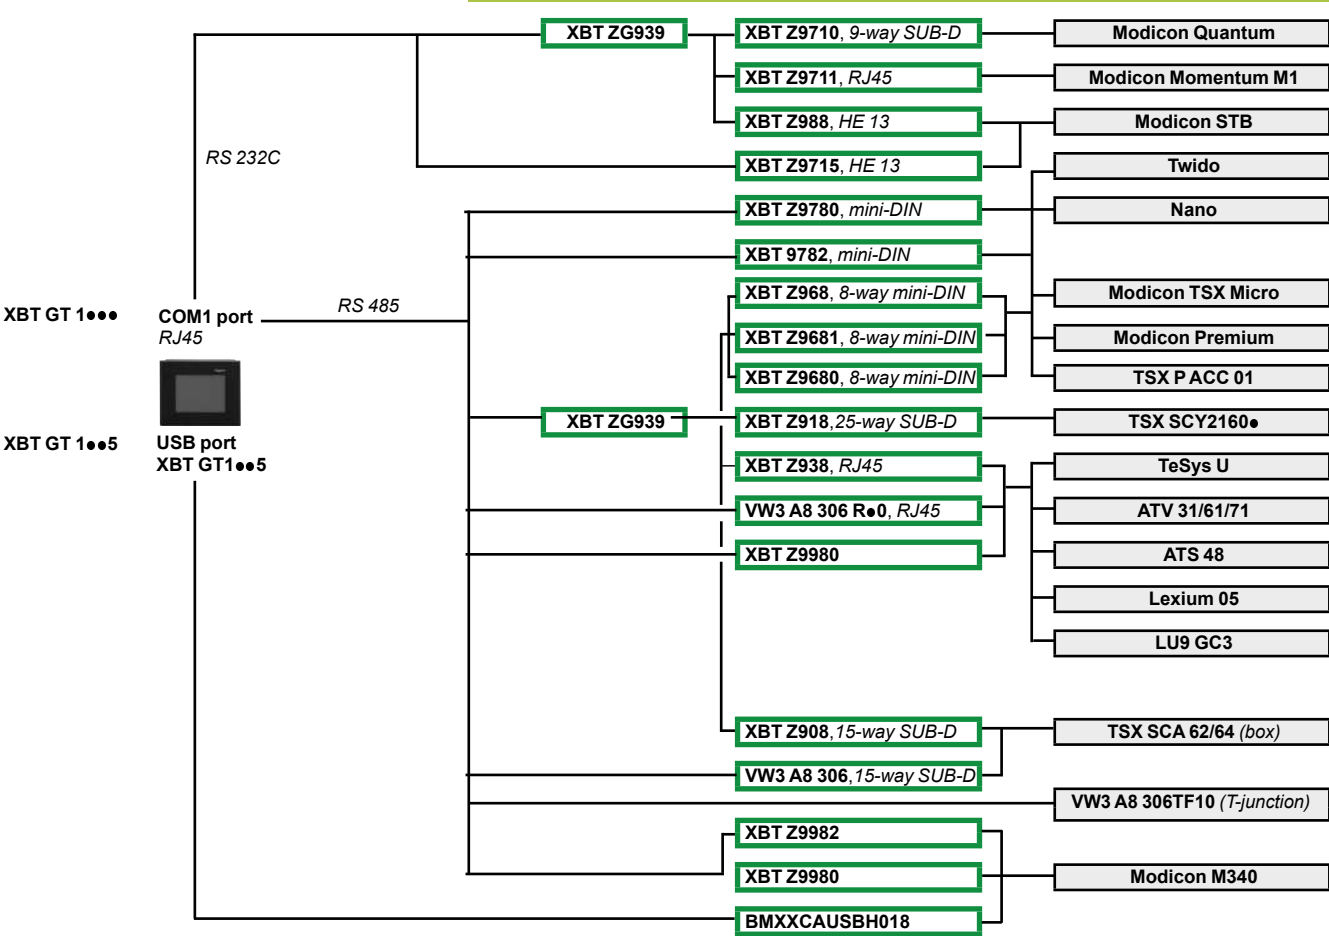 XBT ZG939
XBT Z9710, 9-way SUB-D
Modicon Quantum
XBT Z9711, RJ45
Modicon Momentum M1
XBT Z988, HE 13
Modicon STB
RS 232C
XBT Z9715, HE 13
Twido
XBT Z9780, mini-DIN
Nano
XBT 9782, mini-DIN
XBT Z968, 8-way mini-DIN
Modicon TSX Micro
XBT GT 1●●●
COM1 port
RJ45
RS 485
XBT Z9681, 8-way mini-DIN
Modicon Premium
XBT Z9680, 8-way mini-DIN
TSX P ACC 01
XBT ZG939
XBT Z918,25-way SUB-D
TSX SCY2160●
XBT GT 1●●5
USB port
XBT GT1●●5
XBT Z938, RJ45
TeSys U
VW3 A8 306 R●0, RJ45
ATV 31/61/71
XBT Z9980
ATS 48
Lexium 05
LU9 GC3
XBT Z908,15-way SUB-D
TSX SCA 62/64 (box)
VW3 A8 306,15-way SUB-D
VW3 A8 306TF10 (T-junction)
XBT Z9982
XBT Z9980
Modicon M340
BMXXCAUSBH018